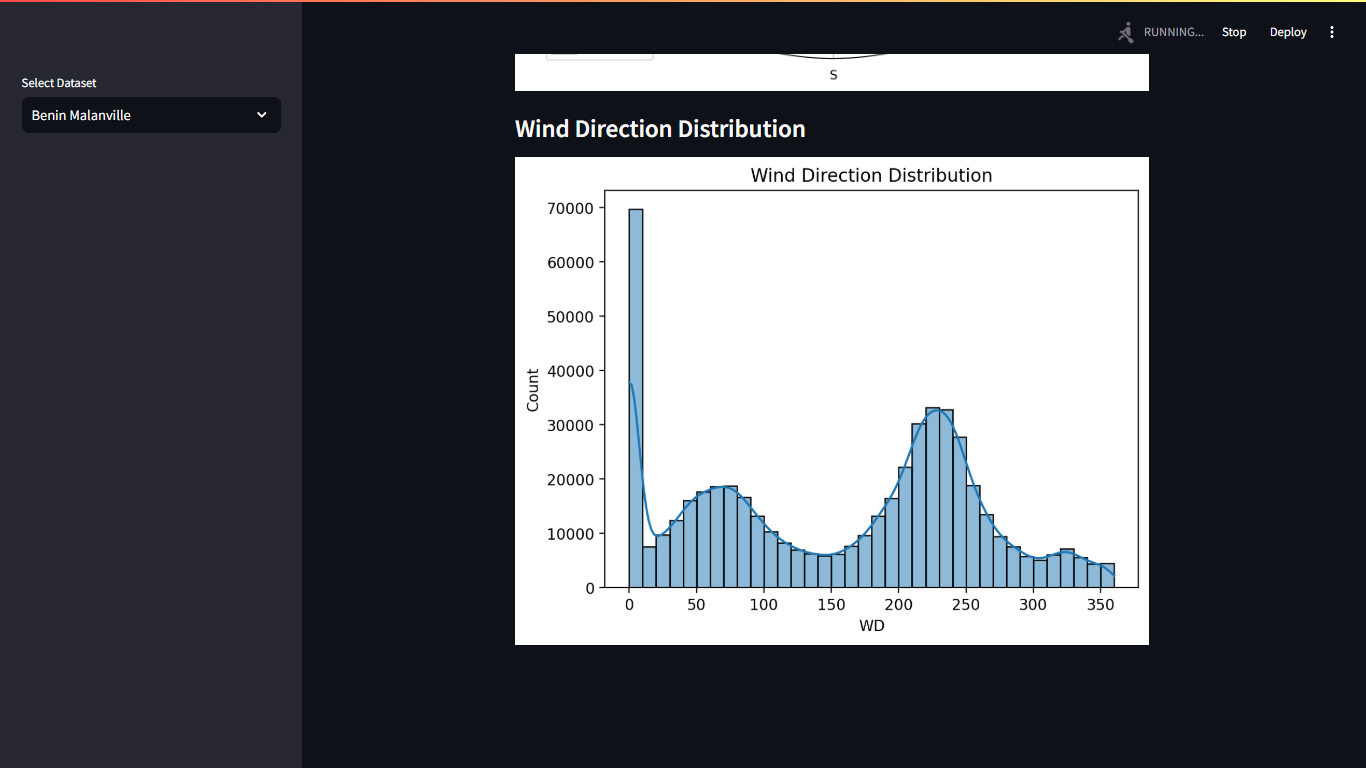 RUNNING...
Stop
Deploy
Select Dataset
Benin Malanville
S
Wind Direction Distribution
Wind Direction Distribution
70000
60000
50000
40000
30000
20000
10000
0
Count
0 50 100 150 200 250 300 350
WD